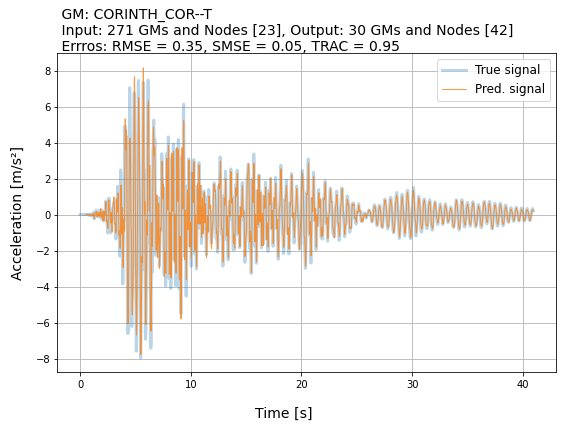 GM: CORINTH_COR--T
Input: 271 GMs and Nodes [23], Output: 30 GMs and Nodes [42]
Errros: RMSE = 0.35, SMSE = 0.05, TRAC = 0.95
True signal
Pred. signal
Acceleration [m/s²]
8
6
4
2
0
−2
−4
−6
−8
0 10 20 30 40
Time [s]